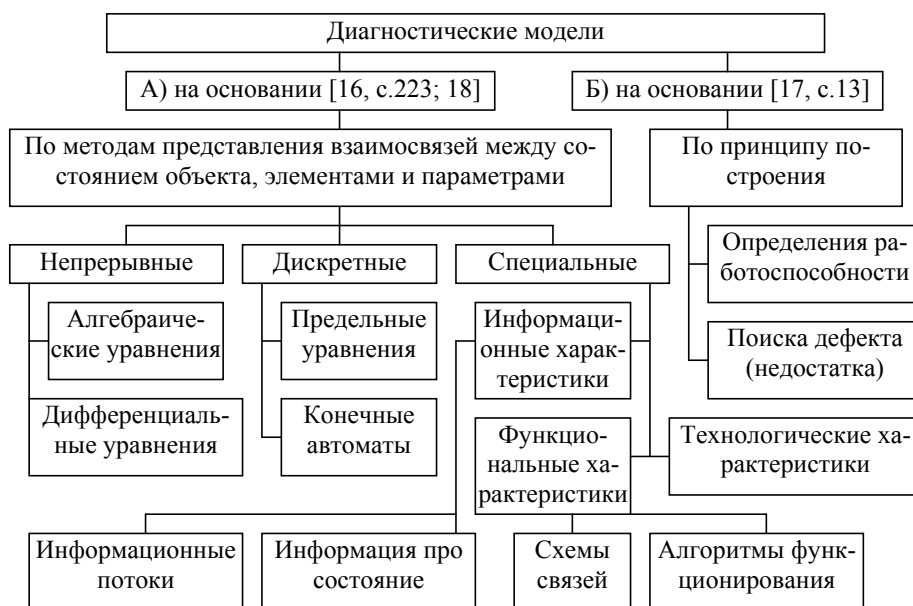 Диагностические модели
А) на основании [16, с.223; 18]
Б) на основании [17, с.13]
По методам представления взаимосвязей между со-
стоянием объекта, элементами и параметрами
По принципу по-
строения
Непрерывные
Дискретные
Специальные
Определения ра-
ботоспособности
Алгебраиче-
ские уравнения
Предельные
уравнения
Информаци-
онные харак-
теристики
Поиска дефекта
(недостатка)
Дифференциаль-
ные уравнения
Конечные
автоматы
Функцио-
нальные ха-
рактеристики
Технологические ха-
рактеристики
Информационные
потоки
Информация про
состояние
Схемы
связей
Алгоритмы функ-
ционирования